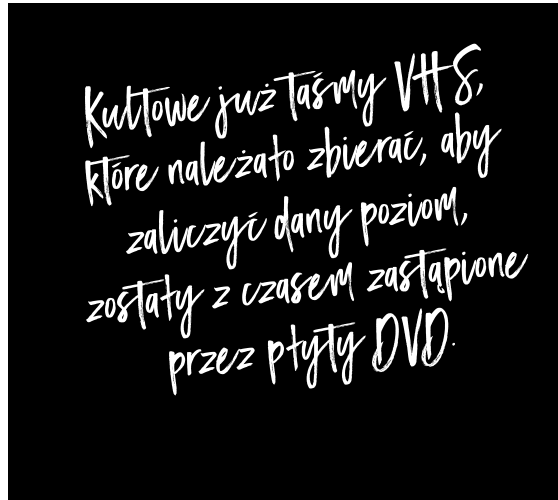 Kultowe już taśmy VHS,
które należało zbierać, aby
zaliczyć dany poziom,
zostały z czasem zastąpione
przez płyty DVD.